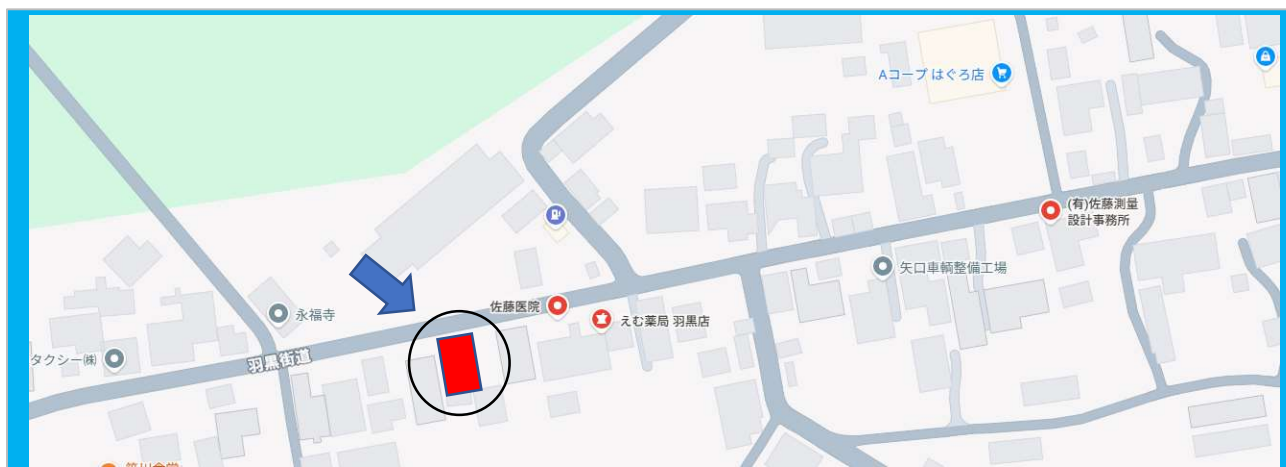 Aコープ はぐろ店
(有)佐藤測量
設計事務所
矢口車輌整備工場
佐藤医院
えむ薬局 羽黒店
永福寺
タクシー㈱
羽黒街道